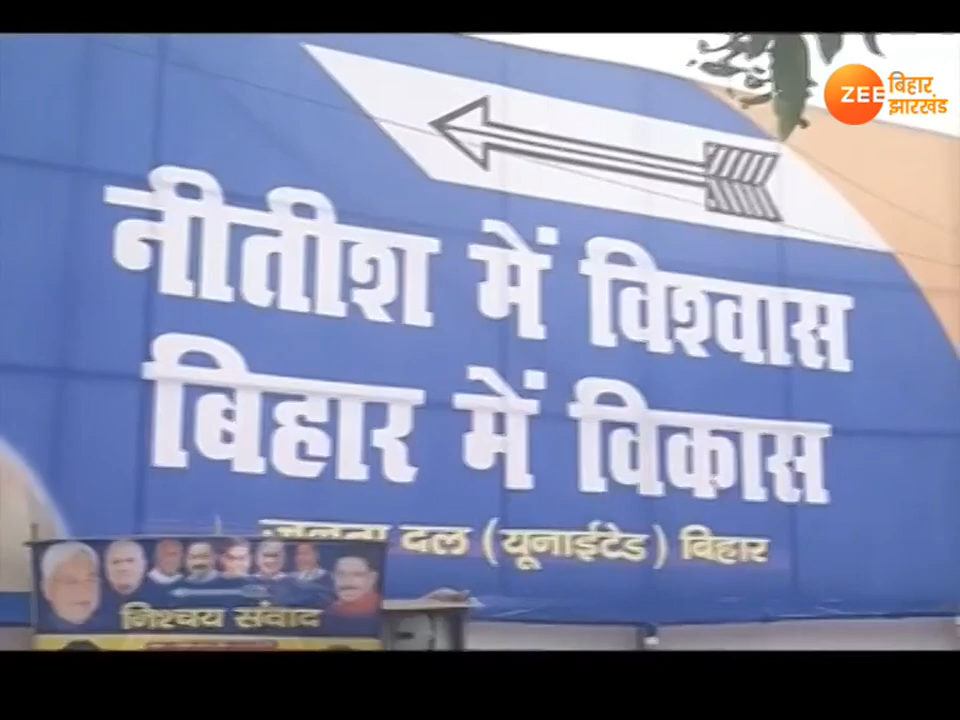 ZEE बिहार
झारखंड
नीतीश में विश्वास
बिहार में विकास
जनता दल (यूनाईटेड) बिहार
निश्चय संवाद